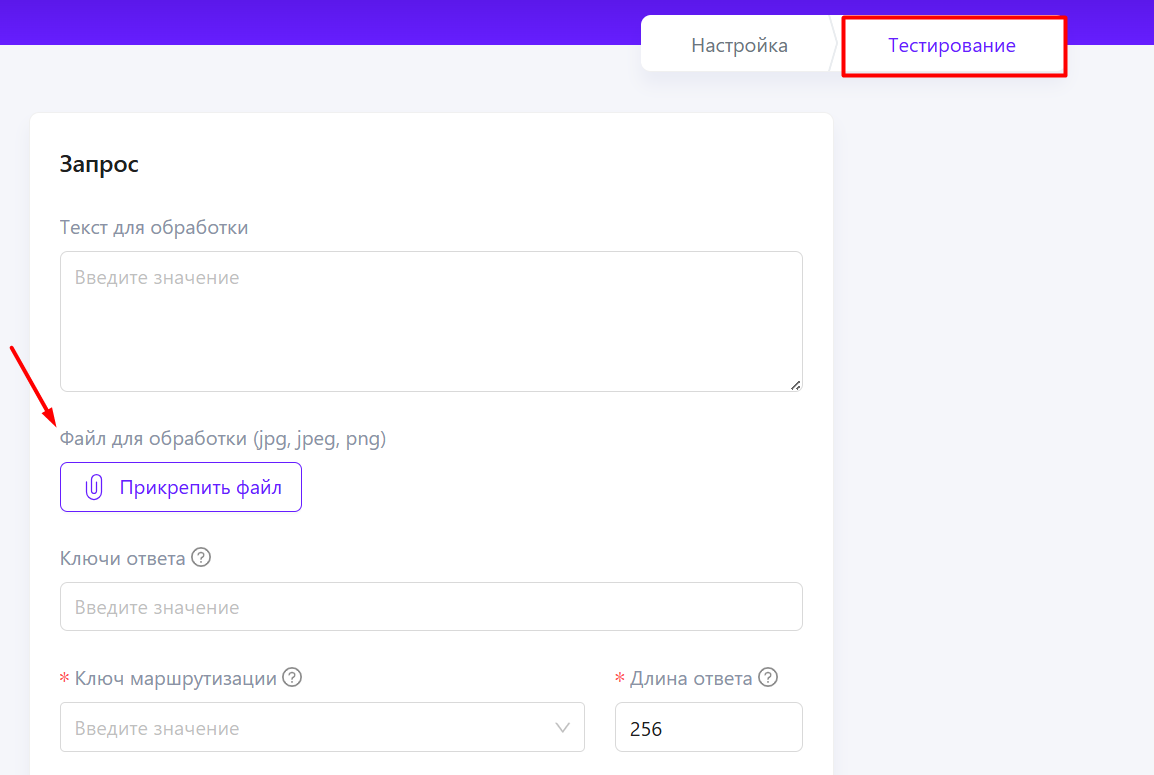 Настройка
Тестирование
Запрос
Текст для обработки
Введите значение
Файл для обработки (jpg, jpeg, png)
Прикрепить файл
Ключи ответа ?
Введите значение
* Ключ маршрутизации ? * Длина ответа ?
Введите значение 256